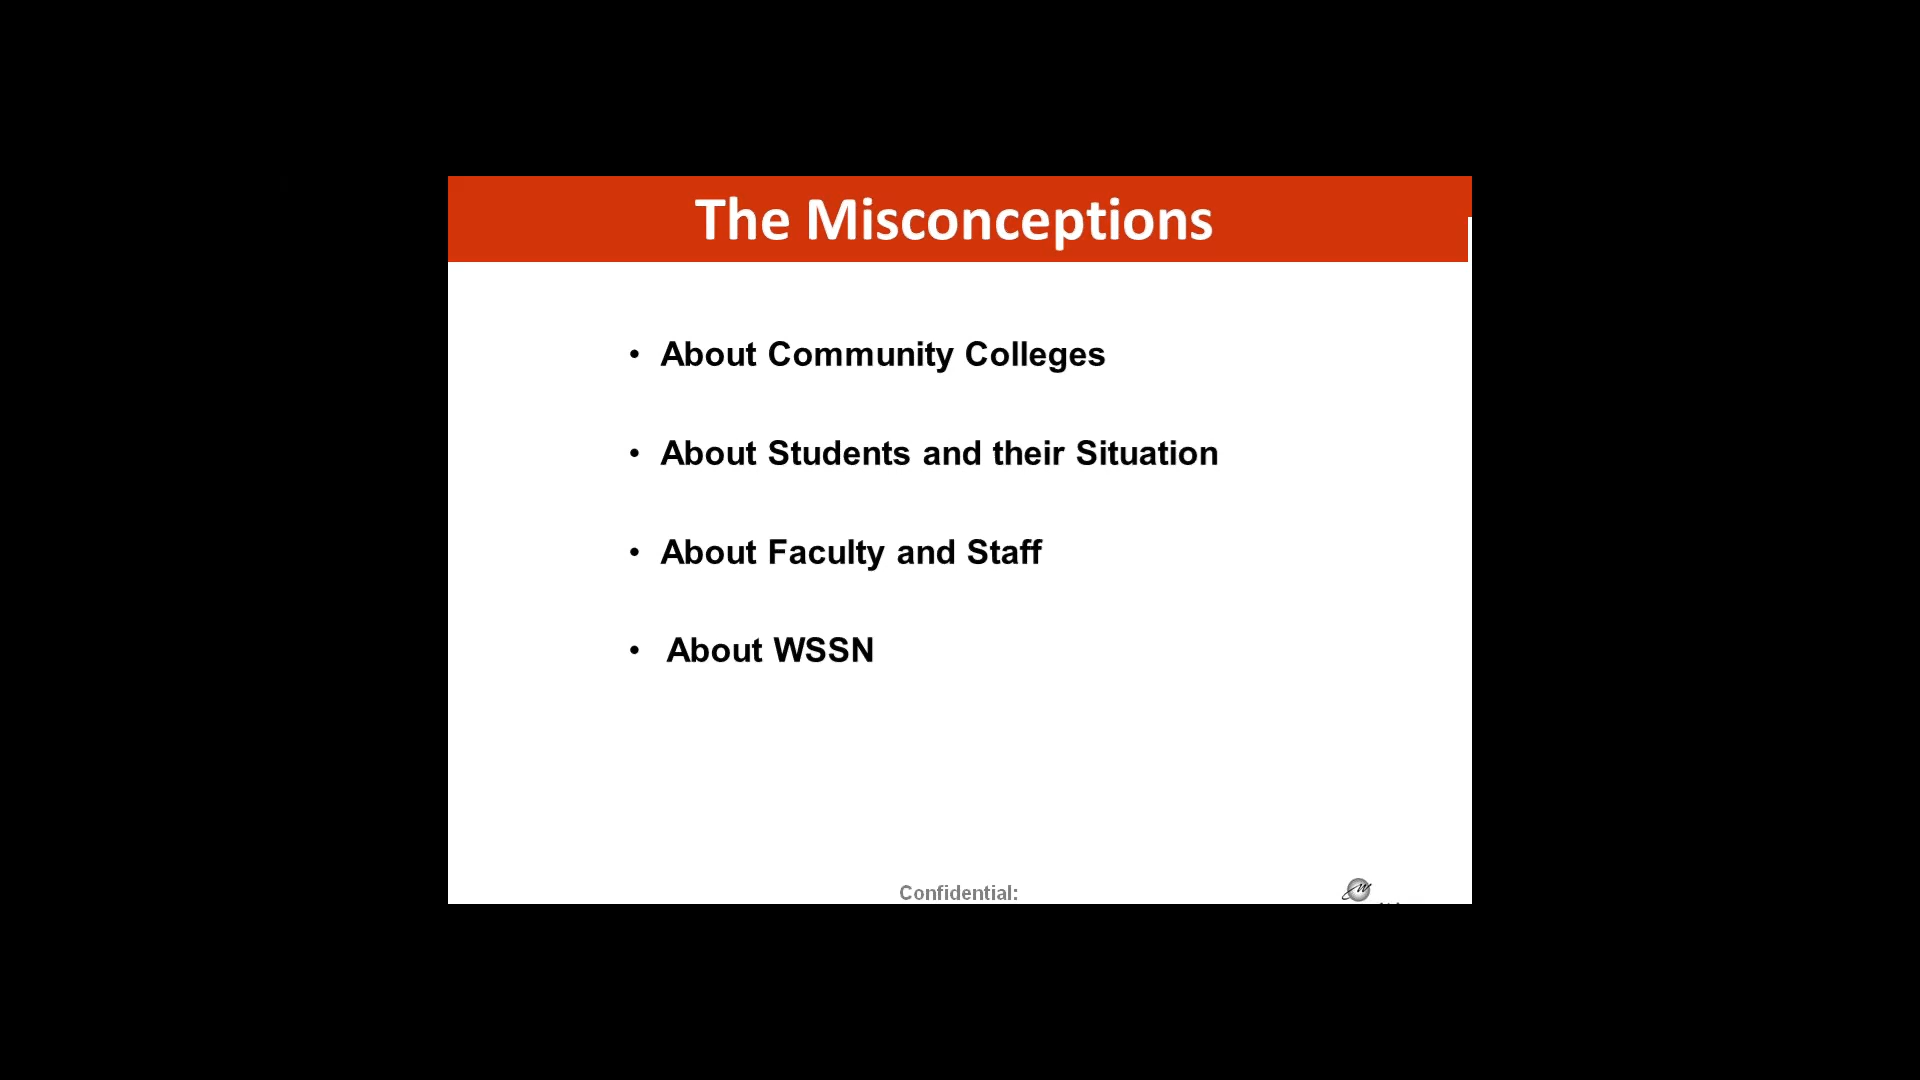 The Misconceptions
• About Community Colleges
• About Students and their Situation
• About Faculty and Staff
• About WSSN
Confidential: